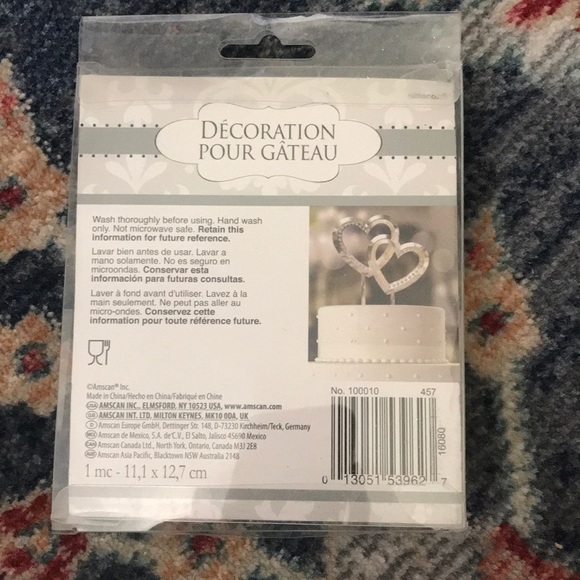 DÉCORATION
POUR GÂTEAU
Wash thoroughly before using. Hand wash
only. Not microwave safe. Retain this
information for future reference.
Lavar bien antes de usar. Lavar a
mano solamente. No es seguro en
microondas. Conservar esta
información para futuras consultas.
Laver à fond avant d'utiliser. Lavez à la
main seulement. Ne peut pas aller au
micro-ondes. Conservez cette
information pour toute référence future.
©Amscan® Inc.
Made in China/Hecho en China/Fabriqué en Chine
USA AMSCAN INC., ELMSFORD, NY 10523 USA, www.amscan.com
GB AMSCAN INT. LTD, MILTON KEYNES, MK10 0DA, UK
D Amscan Europe GmbH, Dettinger Str. 148, D-73230 Kirchheim/Teck, Germany
MEX Amscan de Mexico, S.A. de C.V., El Salto, Jalisco 45690 Mexico
CDN Amscan Canada Ltd., North York, Ontario, Canada M3J 2E8
AUS Amscan Asia Pacific, Blacktown NSW Australia 2148
1 mc - 11,1 x 12,7 cm
No. 100010 457
16080
0 13051 53962 7